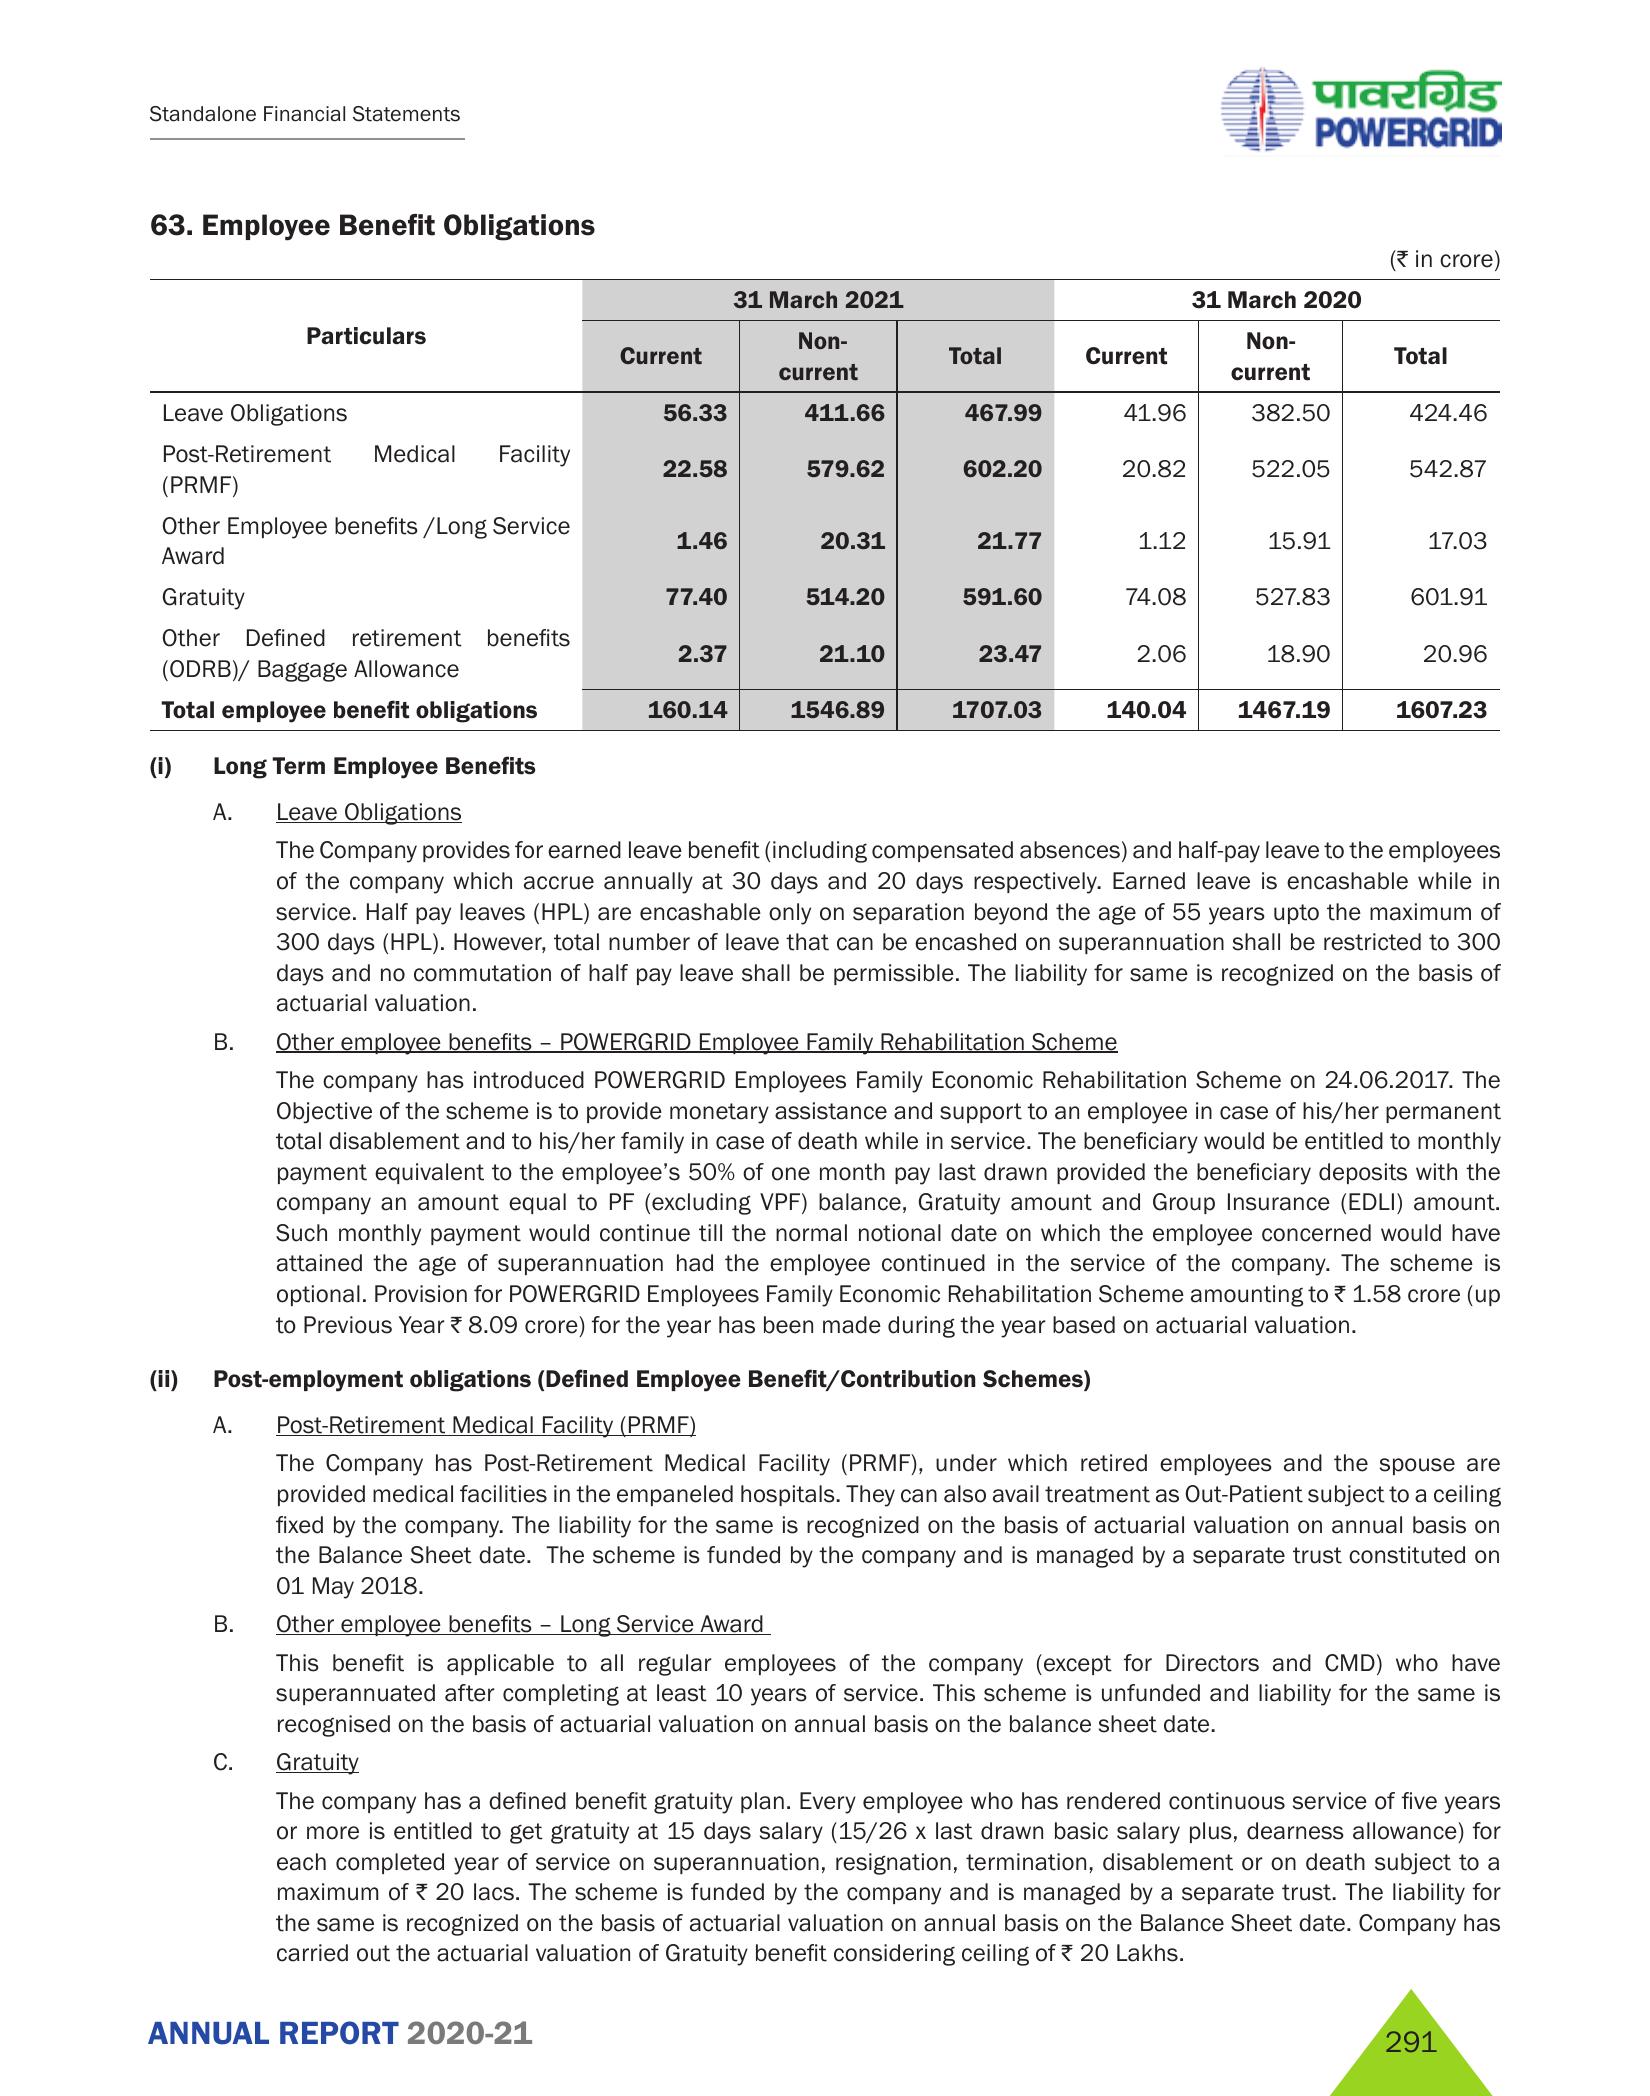 Standalone Financial Statements
पावरग्रिड
POWERGRID
63. Employee Benefit Obligations
(₹ in crore)
Particulars 31 March 2021 31 March 2020
Current Non-current Total Current Non-current Total
Leave Obligations 56.33 411.66 467.99 41.96 382.50 424.46
Post-Retirement Medical Facility
(PRMF) 22.58 579.62 602.20 20.82 522.05 542.87
Other Employee benefits /Long Service
Award 1.46 20.31 21.77 1.12 15.91 17.03
Gratuity 77.40 514.20 591.60 74.08 527.83 601.91
Other Defined retirement benefits
(ODRB)/ Baggage Allowance 2.37 21.10 23.47 2.06 18.90 20.96
Total employee benefit obligations 160.14 1546.89 1707.03 140.04 1467.19 1607.23
(i) Long Term Employee Benefits
A. Leave Obligations
The Company provides for earned leave benefit (including compensated absences) and half-pay leave to the employees
of the company which accrue annually at 30 days and 20 days respectively. Earned leave is encashable while in
service. Half pay leaves (HPL) are encashable only on separation beyond the age of 55 years upto the maximum of
300 days (HPL). However, total number of leave that can be encashed on superannuation shall be restricted to 300
days and no commutation of half pay leave shall be permissible. The liability for same is recognized on the basis of
actuarial valuation.
B. Other employee benefits – POWERGRID Employee Family Rehabilitation Scheme
The company has introduced POWERGRID Employees Family Economic Rehabilitation Scheme on 24.06.2017. The
Objective of the scheme is to provide monetary assistance and support to an employee in case of his/her permanent
total disablement and to his/her family in case of death while in service. The beneficiary would be entitled to monthly
payment equivalent to the employee’s 50% of one month pay last drawn provided the beneficiary deposits with the
company an amount equal to PF (excluding VPF) balance, Gratuity amount and Group Insurance (EDLI) amount.
Such monthly payment would continue till the normal notional date on which the employee concerned would have
attained the age of superannuation had the employee continued in the service of the company. The scheme is
optional. Provision for POWERGRID Employees Family Economic Rehabilitation Scheme amounting to ₹ 1.58 crore (up
to Previous Year ₹ 8.09 crore) for the year has been made during the year based on actuarial valuation.
(ii) Post-employment obligations (Defined Employee Benefit/Contribution Schemes)
A. Post-Retirement Medical Facility (PRMF)
The Company has Post-Retirement Medical Facility (PRMF), under which retired employees and the spouse are
provided medical facilities in the empaneled hospitals. They can also avail treatment as Out-Patient subject to a ceiling
fixed by the company. The liability for the same is recognized on the basis of actuarial valuation on annual basis on
the Balance Sheet date. The scheme is funded by the company and is managed by a separate trust constituted on
01 May 2018.
B. Other employee benefits – Long Service Award
This benefit is applicable to all regular employees of the company (except for Directors and CMD) who have
superannuated after completing at least 10 years of service. This scheme is unfunded and liability for the same is
recognised on the basis of actuarial valuation on annual basis on the balance sheet date.
C. Gratuity
The company has a defined benefit gratuity plan. Every employee who has rendered continuous service of five years
or more is entitled to get gratuity at 15 days salary (15/26 x last drawn basic salary plus, dearness allowance) for
each completed year of service on superannuation, resignation, termination, disablement or on death subject to a
maximum of ₹ 20 lacs. The scheme is funded by the company and is managed by a separate trust. The liability for
the same is recognized on the basis of actuarial valuation on annual basis on the Balance Sheet date. Company has
carried out the actuarial valuation of Gratuity benefit considering ceiling of ₹ 20 Lakhs.
ANNUAL REPORT 2020-21
291